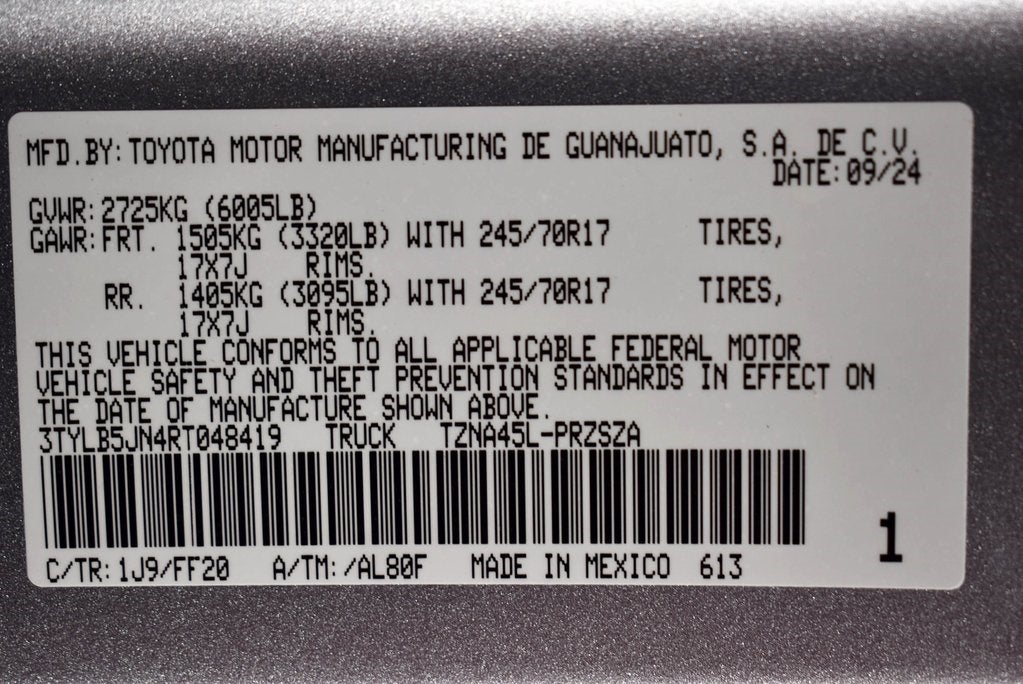 MFD.BY: TOYOTA MOTOR MANUFACTURING DE GUANAJUATO, S.A. DE C.V.
DATE: 09/24
GVWR: 2725KG (6005LB)
GAWR: FRT. 1505KG (3320LB) WITH 245/70R17 TIRES,
17X7J RIMS.
RR. 1405KG (3095LB) WITH 245/70R17 TIRES,
17X7J RIMS.
THIS VEHICLE CONFORMS TO ALL APPLICABLE FEDERAL MOTOR
VEHICLE SAFETY AND THEFT PREVENTION STANDARDS IN EFFECT ON
THE DATE OF MANUFACTURE SHOWN ABOVE.
3TYLB5JN4RT048419 TRUCK TZNA45L-PRZSZA
1
C/TR: 1J9/FF20 A/TM: /AL80F MADE IN MEXICO 613